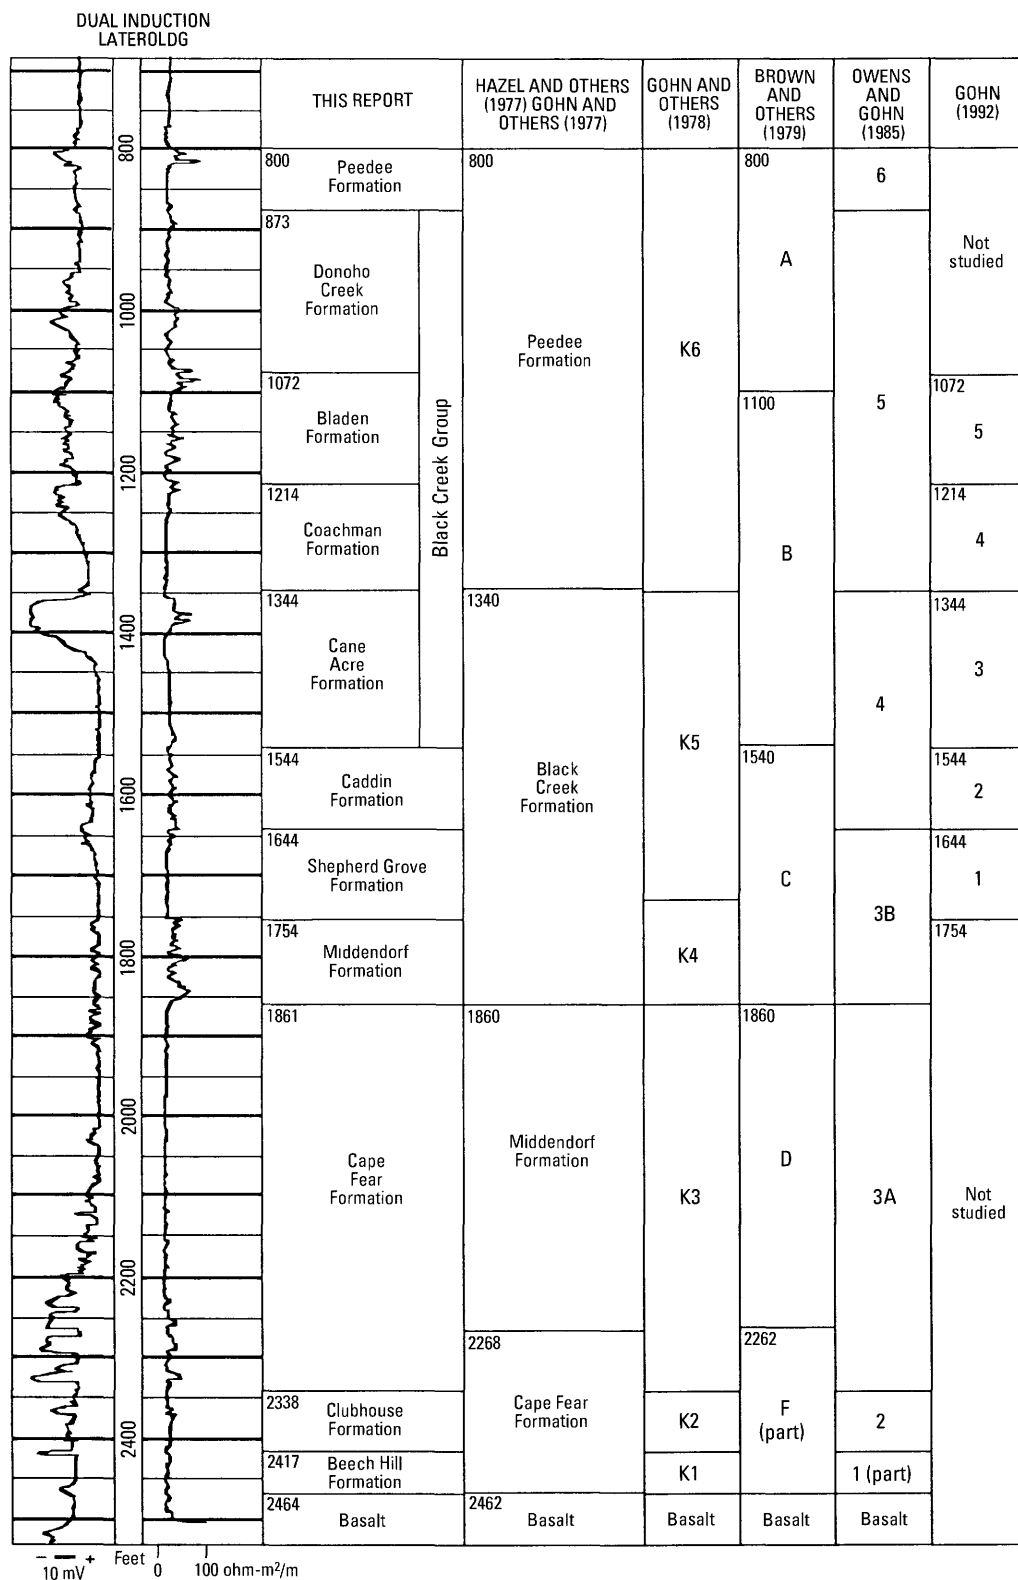 DUAL INDUCTION
LATEROLDG
THIS REPORT
HAZEL AND OTHERS
(1977) GOHN AND
OTHERS (1977)
GOHN AND
OTHERS
(1978)
BROWN
AND
OTHERS
(1979)
OWENS
AND
GOHN
(1985)
GOHN
(1992)
800
1000
1200
1400
1600
1800
2000
2200
2400
800
Peedee
Formation
873
Donoho
Creek
Formation
1072
Bladen
Formation
1214
Coachman
Formation
1344
Cane
Acre
Formation
Black Creek Group
1544
Caddin
Formation
1644
Shepherd Grove
Formation
1754
Middendorf
Formation
1861
Cape
Fear
Formation
2338
Clubhouse
Formation
2417
Beech Hill
Formation
2464
Basalt
800
Peedee
Formation
1340
Black
Creek
Formation
1860
Middendorf
Formation
2268
Cape Fear
Formation
2462
Basalt
K6
K5
K4
K3
K2
K1
Basalt
800
A
1100
B
1540
C
1860
D
2262
F
(part)
Basalt
6
5
4
3B
3A
2
1 (part)
Basalt
Not
studied
1072
5
1214
4
1344
3
1544
2
1644
1
1754
Not
studied
– +
10 mV
Feet
0 100 ohm-m²/m